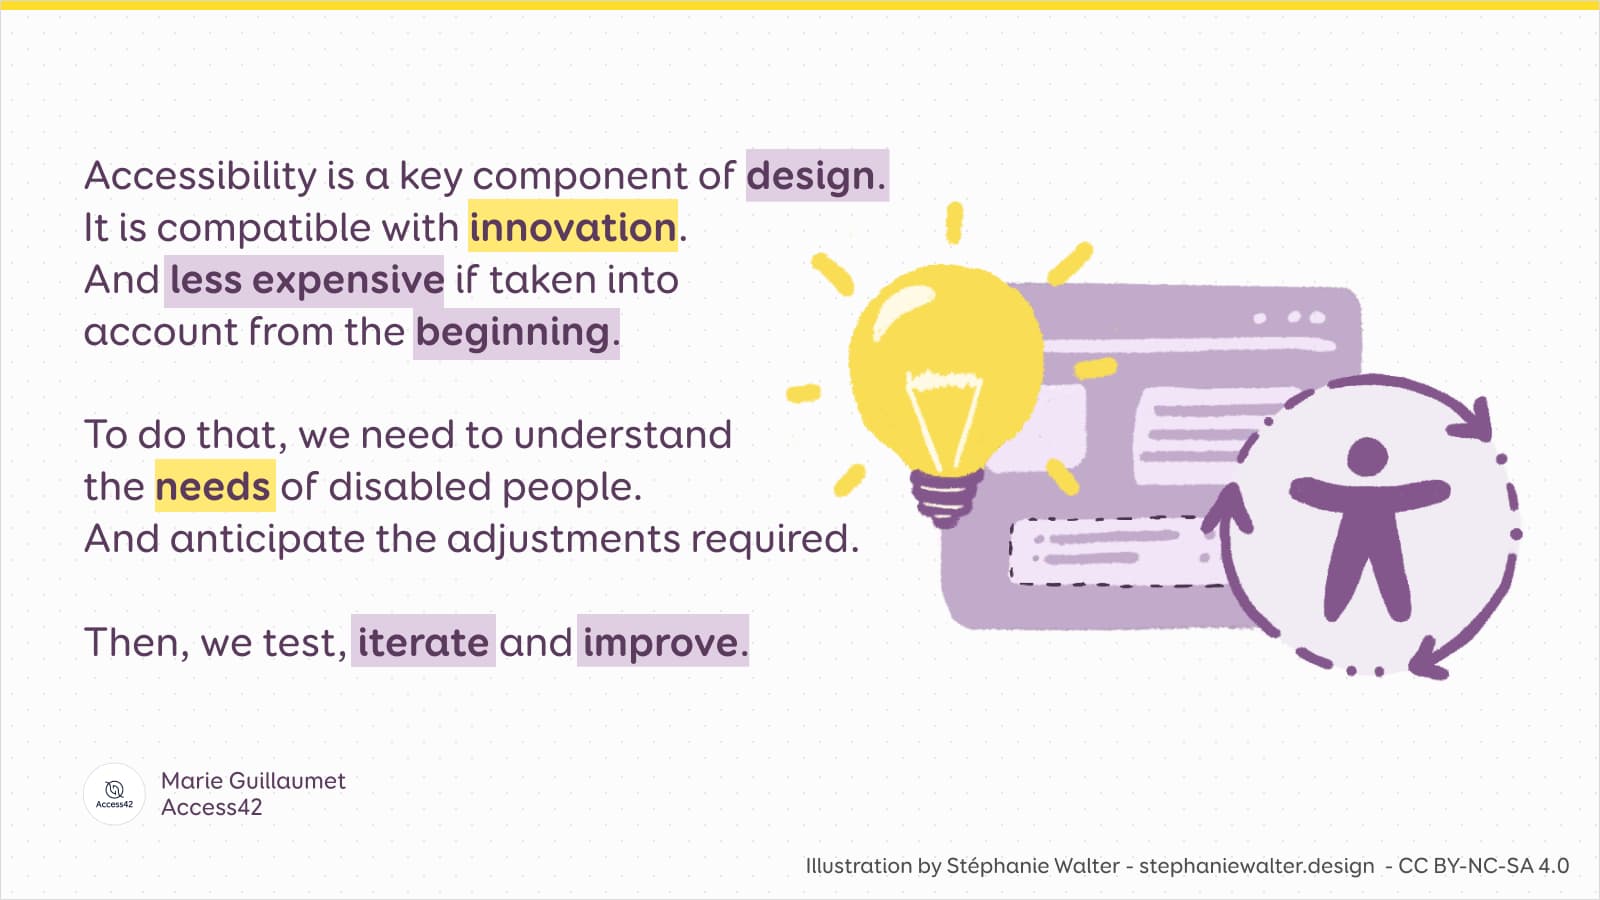 Accessibility is a key component of design.
It is compatible with innovation.
And less expensive if taken into
account from the beginning.
To do that, we need to understand
the needs of disabled people.
And anticipate the adjustments required.
Then, we test, iterate and improve.
Access42
Marie Guillaumet
Access42
Illustration by Stéphanie Walter - stephaniewalter.design - CC BY-NC-SA 4.0